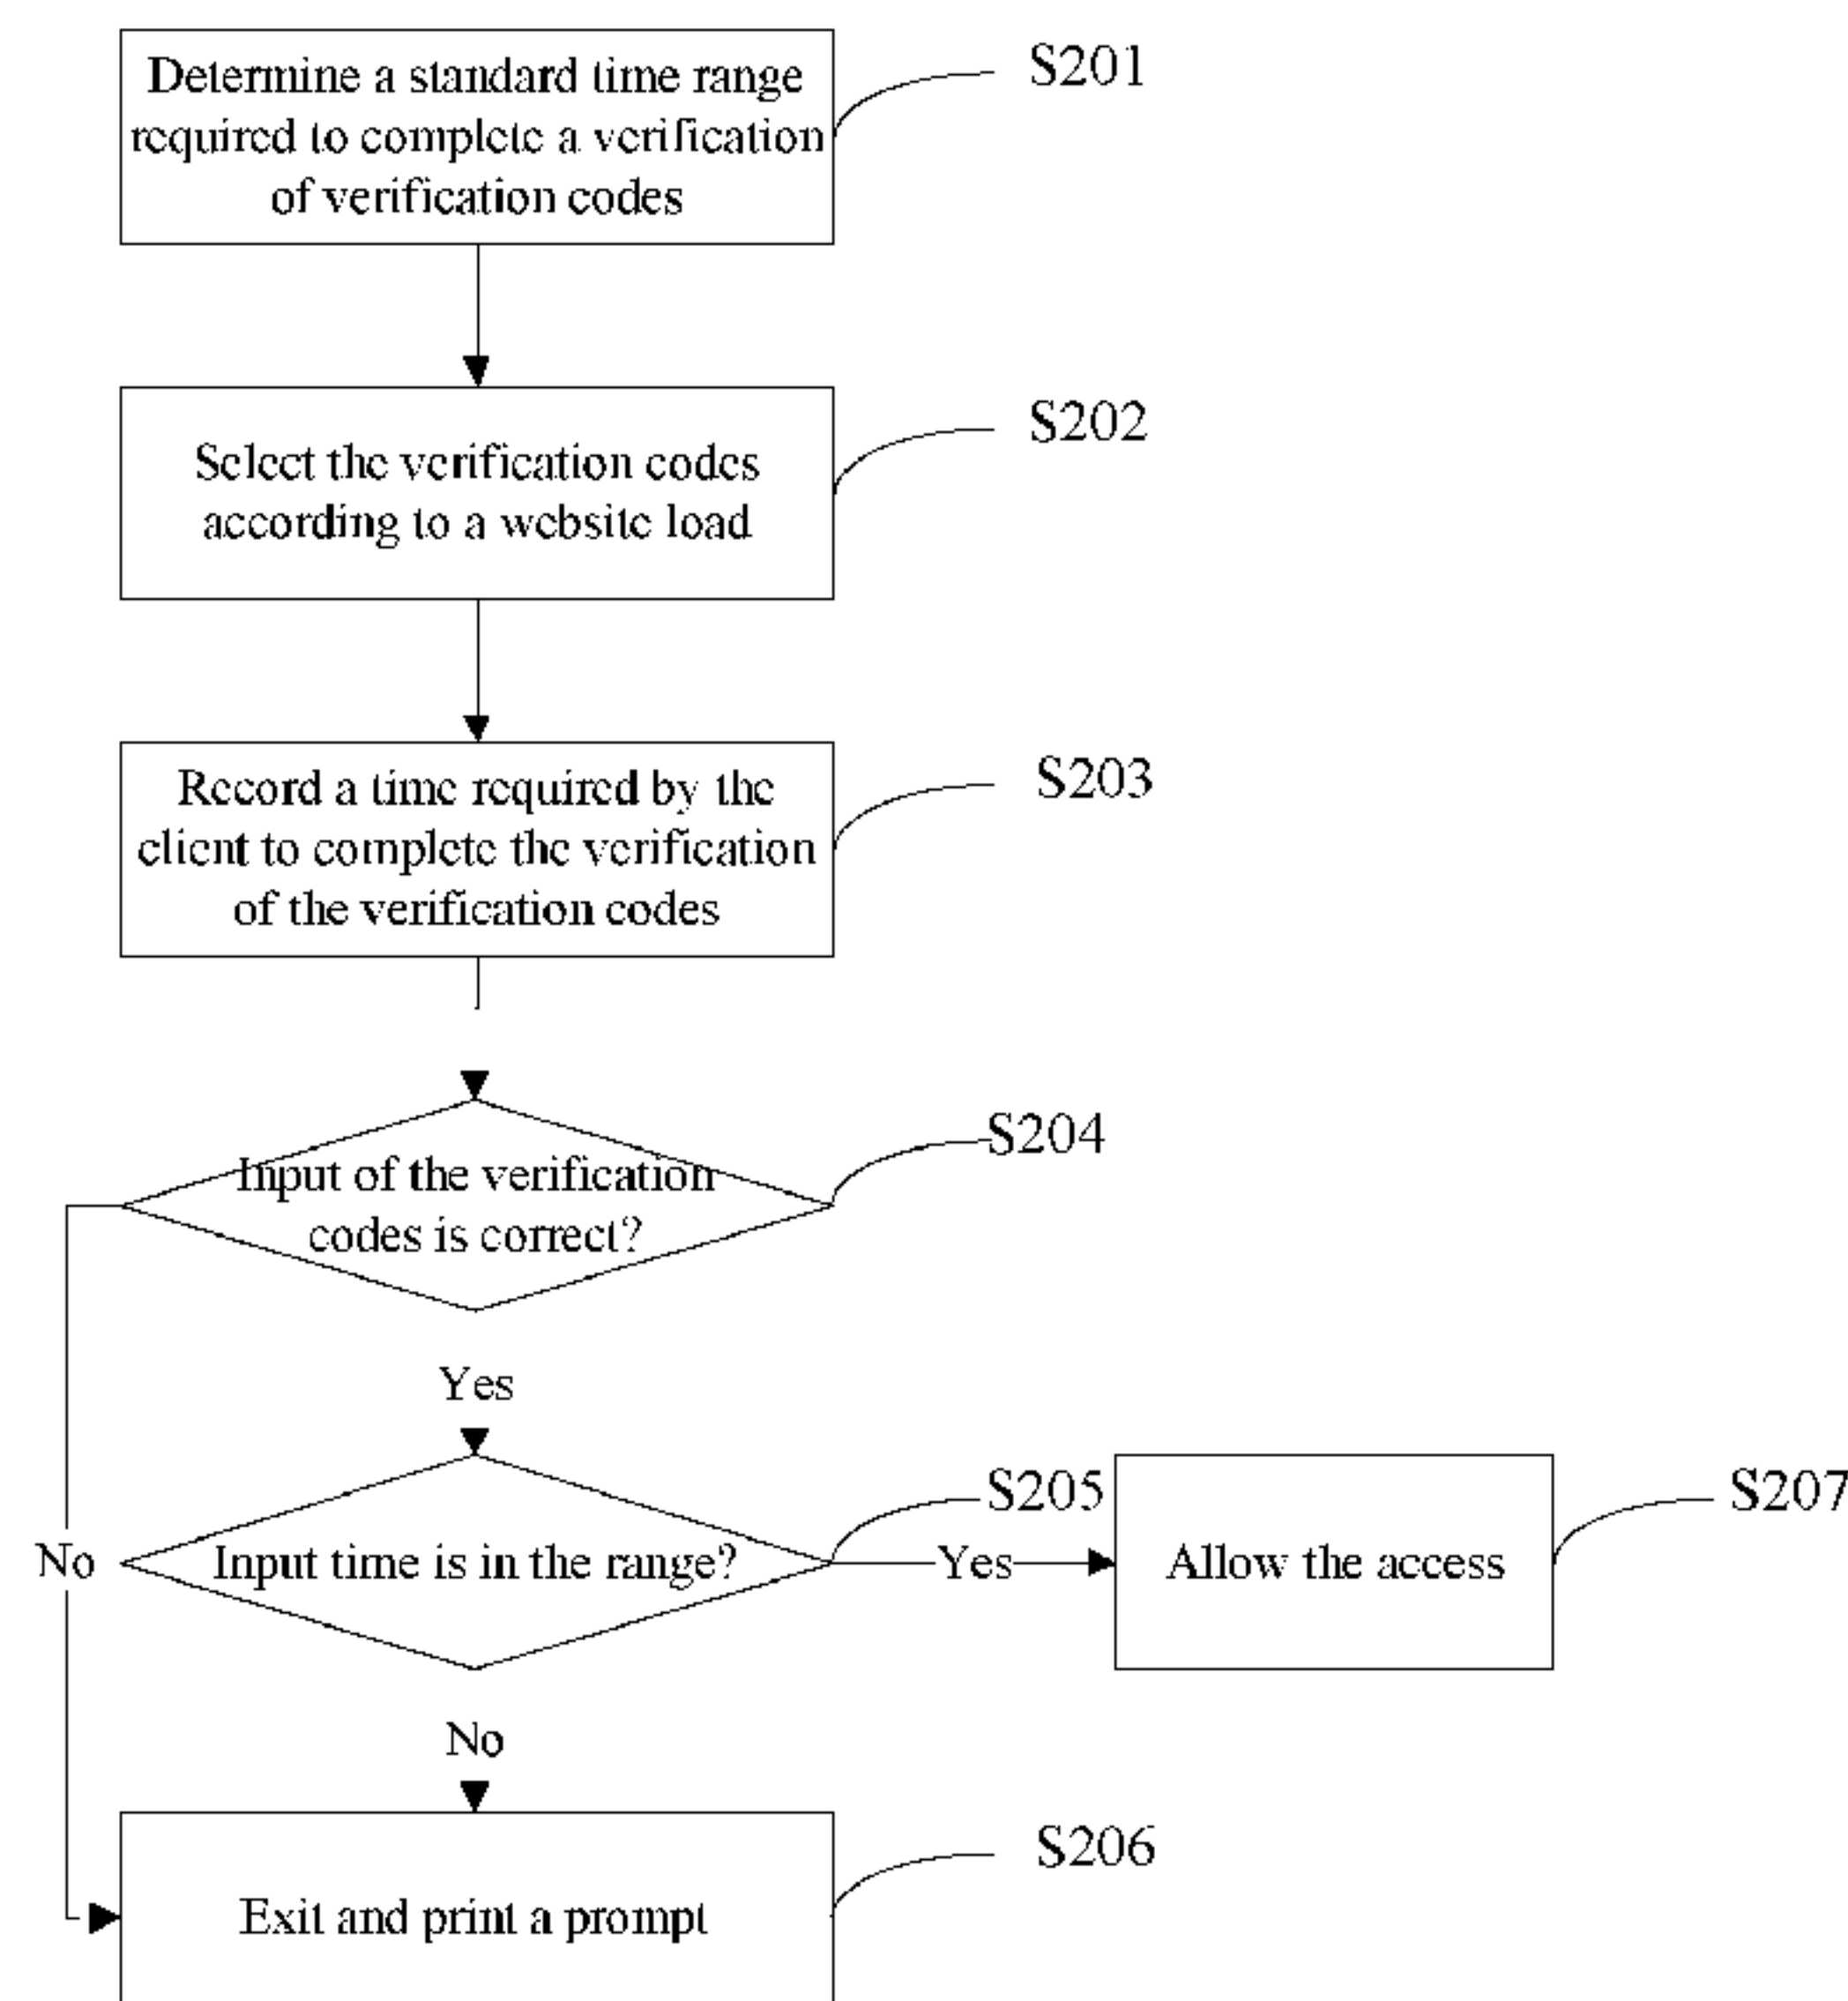 Determine a standard time range
required to complete a verification
of verification codes
S201
Select the verification codes
according to a website load
S202
Record a time required by the
client to complete the verification
of the verification codes
S203
Input of the verification
codes is correct?
S204
Yes
No
Input time is in the range?
S205
Yes
Allow the access
S207
No
Exit and print a prompt
S206